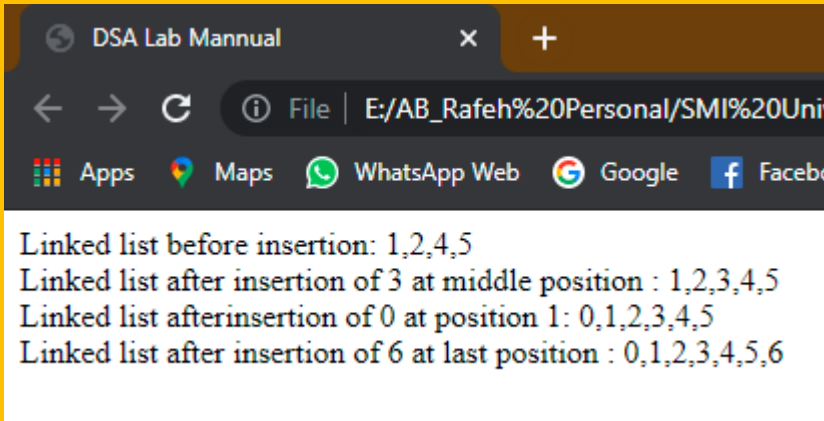 DSA Lab Mannual
File E:/AB_Rafeh%20Personal/SMI%20Uni
Apps Maps WhatsApp Web Google Facebo
Linked list before insertion: 1,2,4,5
Linked list after insertion of 3 at middle position : 1,2,3,4,5
Linked list afterinsertion of 0 at position 1: 0,1,2,3,4,5
Linked list after insertion of 6 at last position : 0,1,2,3,4,5,6